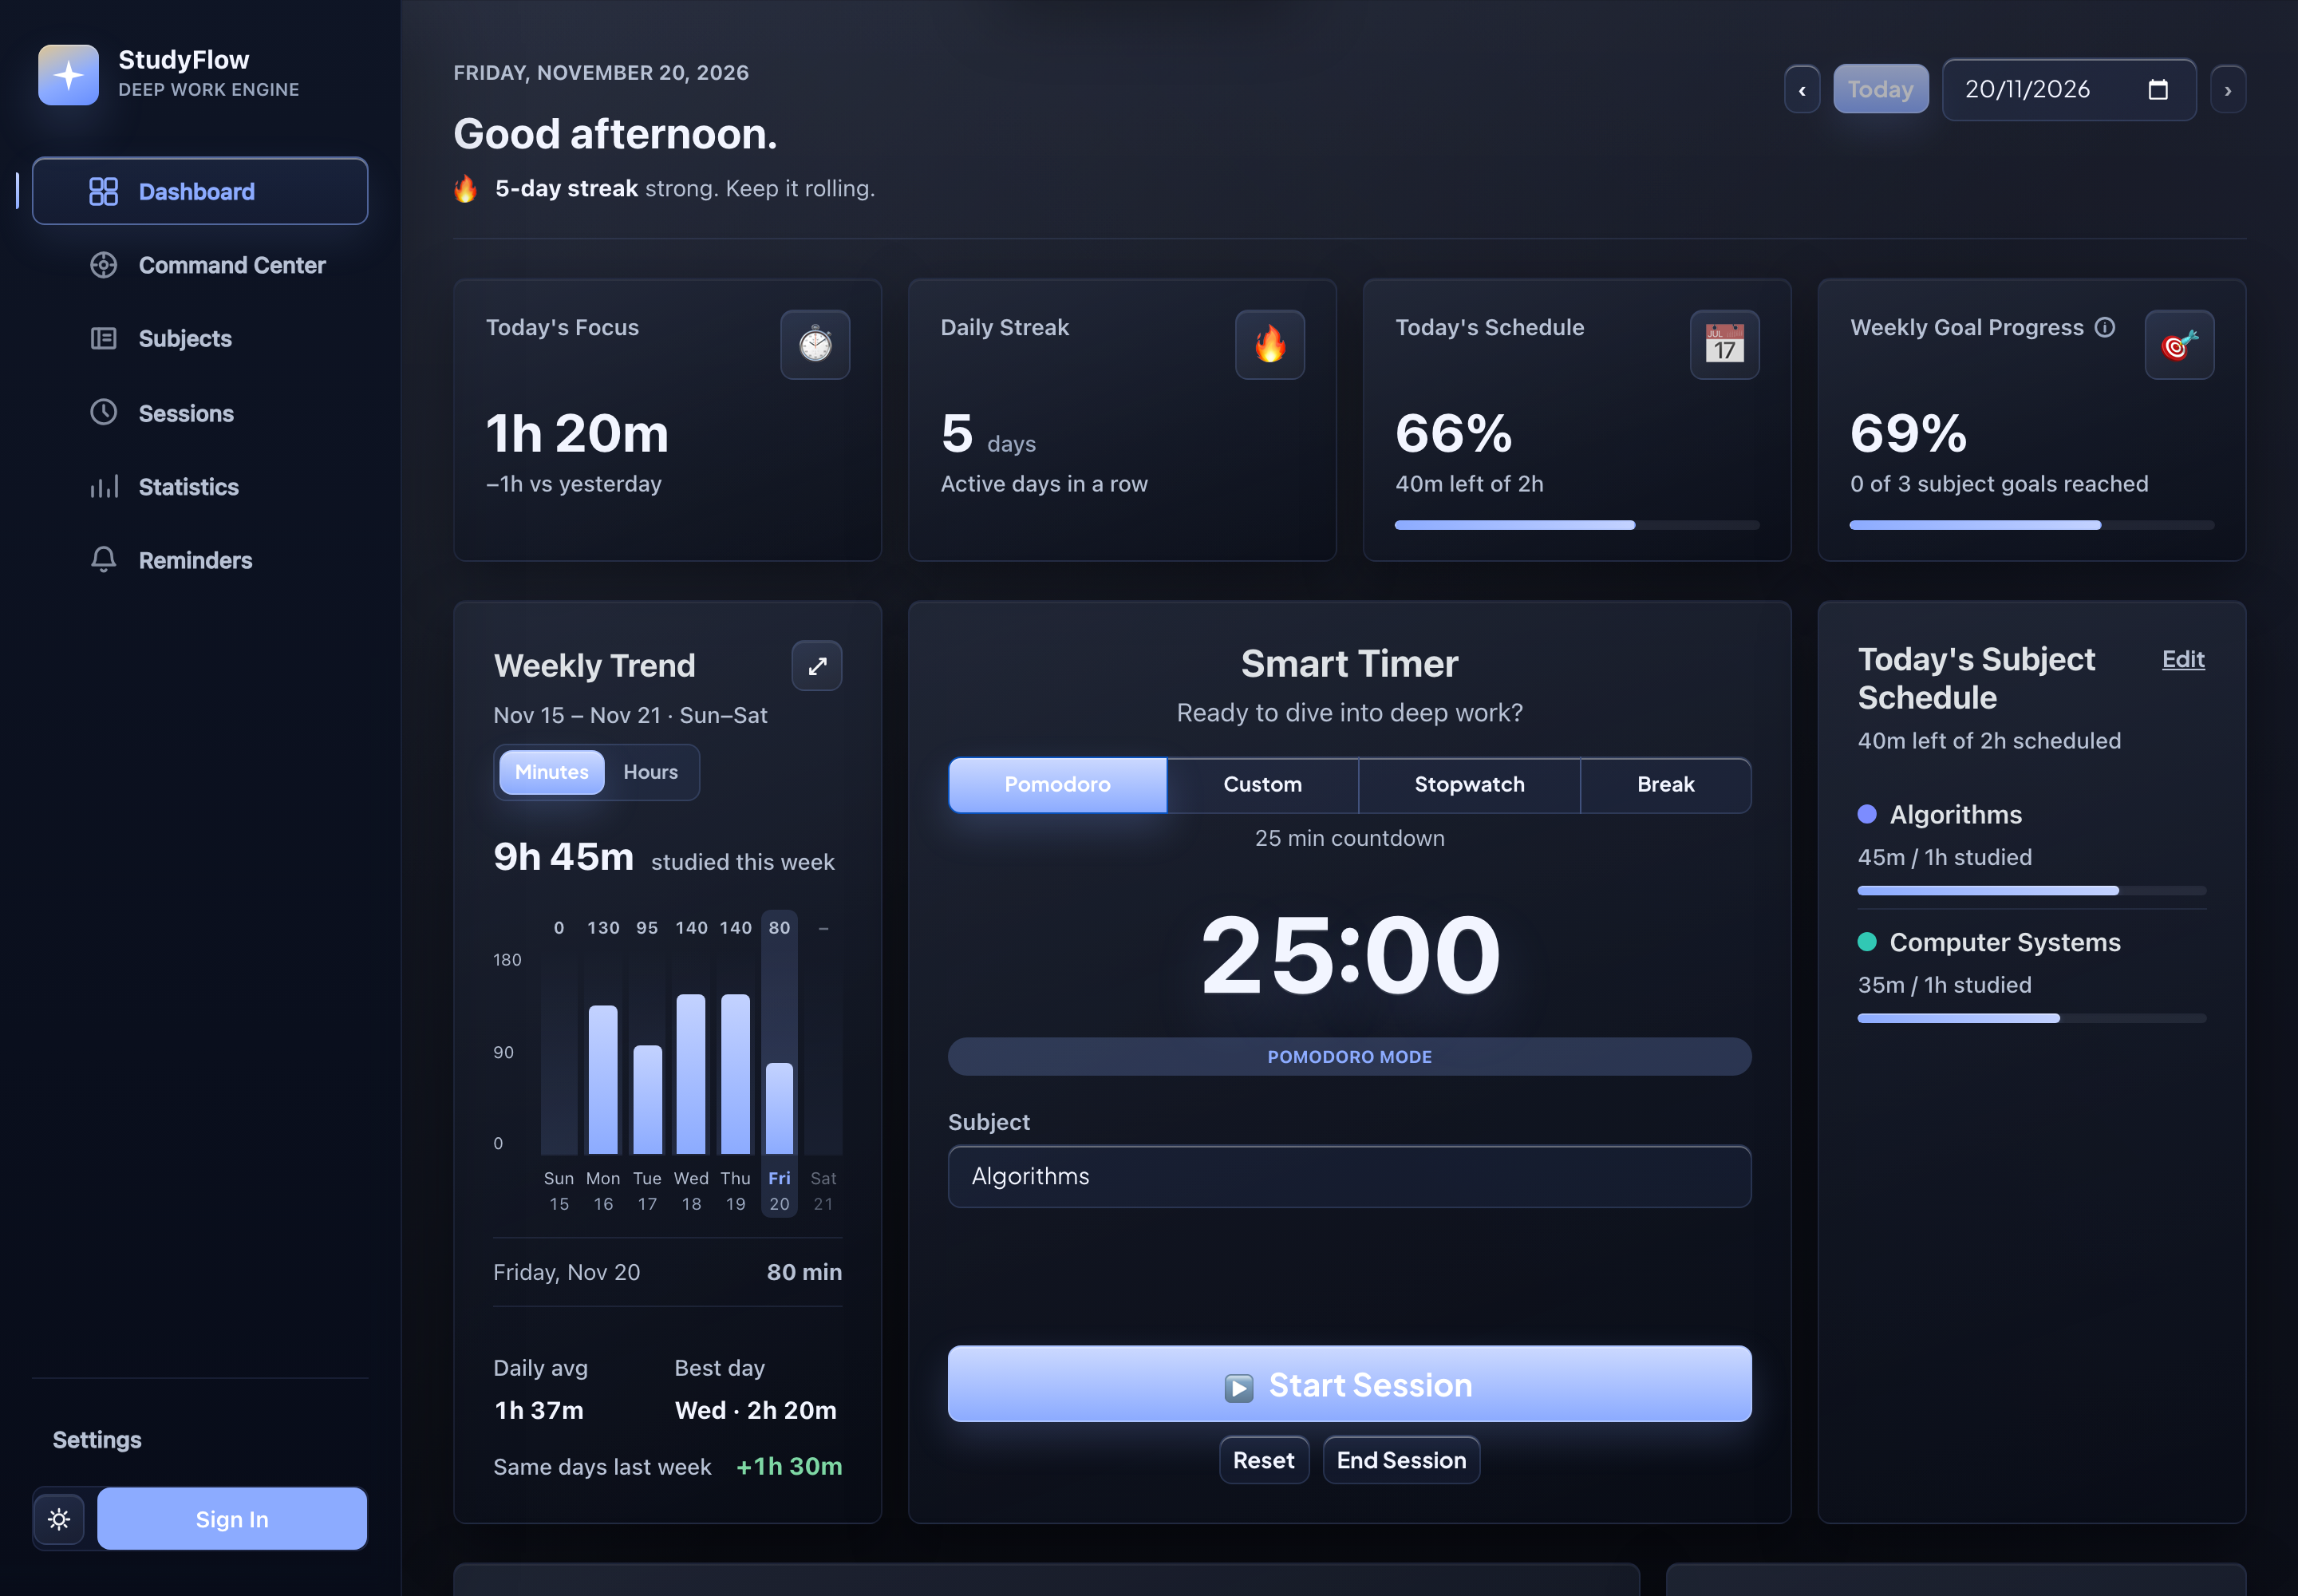 StudyFlow
DEEP WORK ENGINE
Dashboard
Command Center
Subjects
Sessions
Statistics
Reminders
Settings
Sign In
FRIDAY, NOVEMBER 20, 2026
Good afternoon.
🔥 5-day streak strong. Keep it rolling.
‹ Today 20/11/2026 ›
Today's Focus
1h 20m
–1h vs yesterday
Daily Streak
5 days
Active days in a row
Today's Schedule
JUL
17
66%
40m left of 2h
Weekly Goal Progress
69%
0 of 3 subject goals reached
Weekly Trend
Nov 15 – Nov 21 · Sun–Sat
Minutes Hours
9h 45m studied this week
0 130 95 140 140 80 –
180
90
0
Sun Mon Tue Wed Thu Fri Sat
15 16 17 18 19 20 21
Friday, Nov 20 80 min
Daily avg Best day
1h 37m Wed · 2h 20m
Same days last week +1h 30m
Smart Timer
Ready to dive into deep work?
Pomodoro Custom Stopwatch Break
25 min countdown
25:00
POMODORO MODE
Subject
Algorithms
Start Session
Reset End Session
Today's Subject
Schedule
Edit
40m left of 2h scheduled
Algorithms
45m / 1h studied
Computer Systems
35m / 1h studied